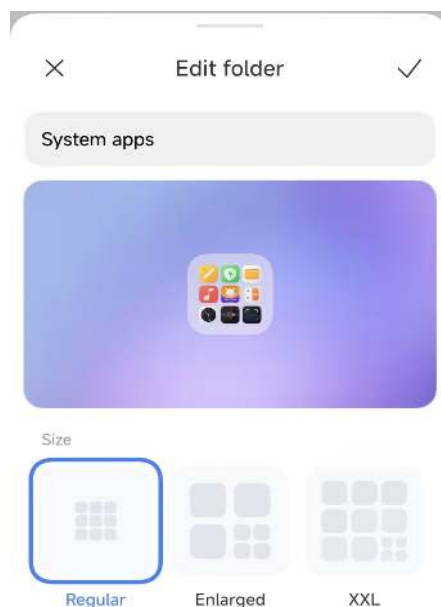 Edit folder
System apps
Size
Regular
Enlarged
XXL